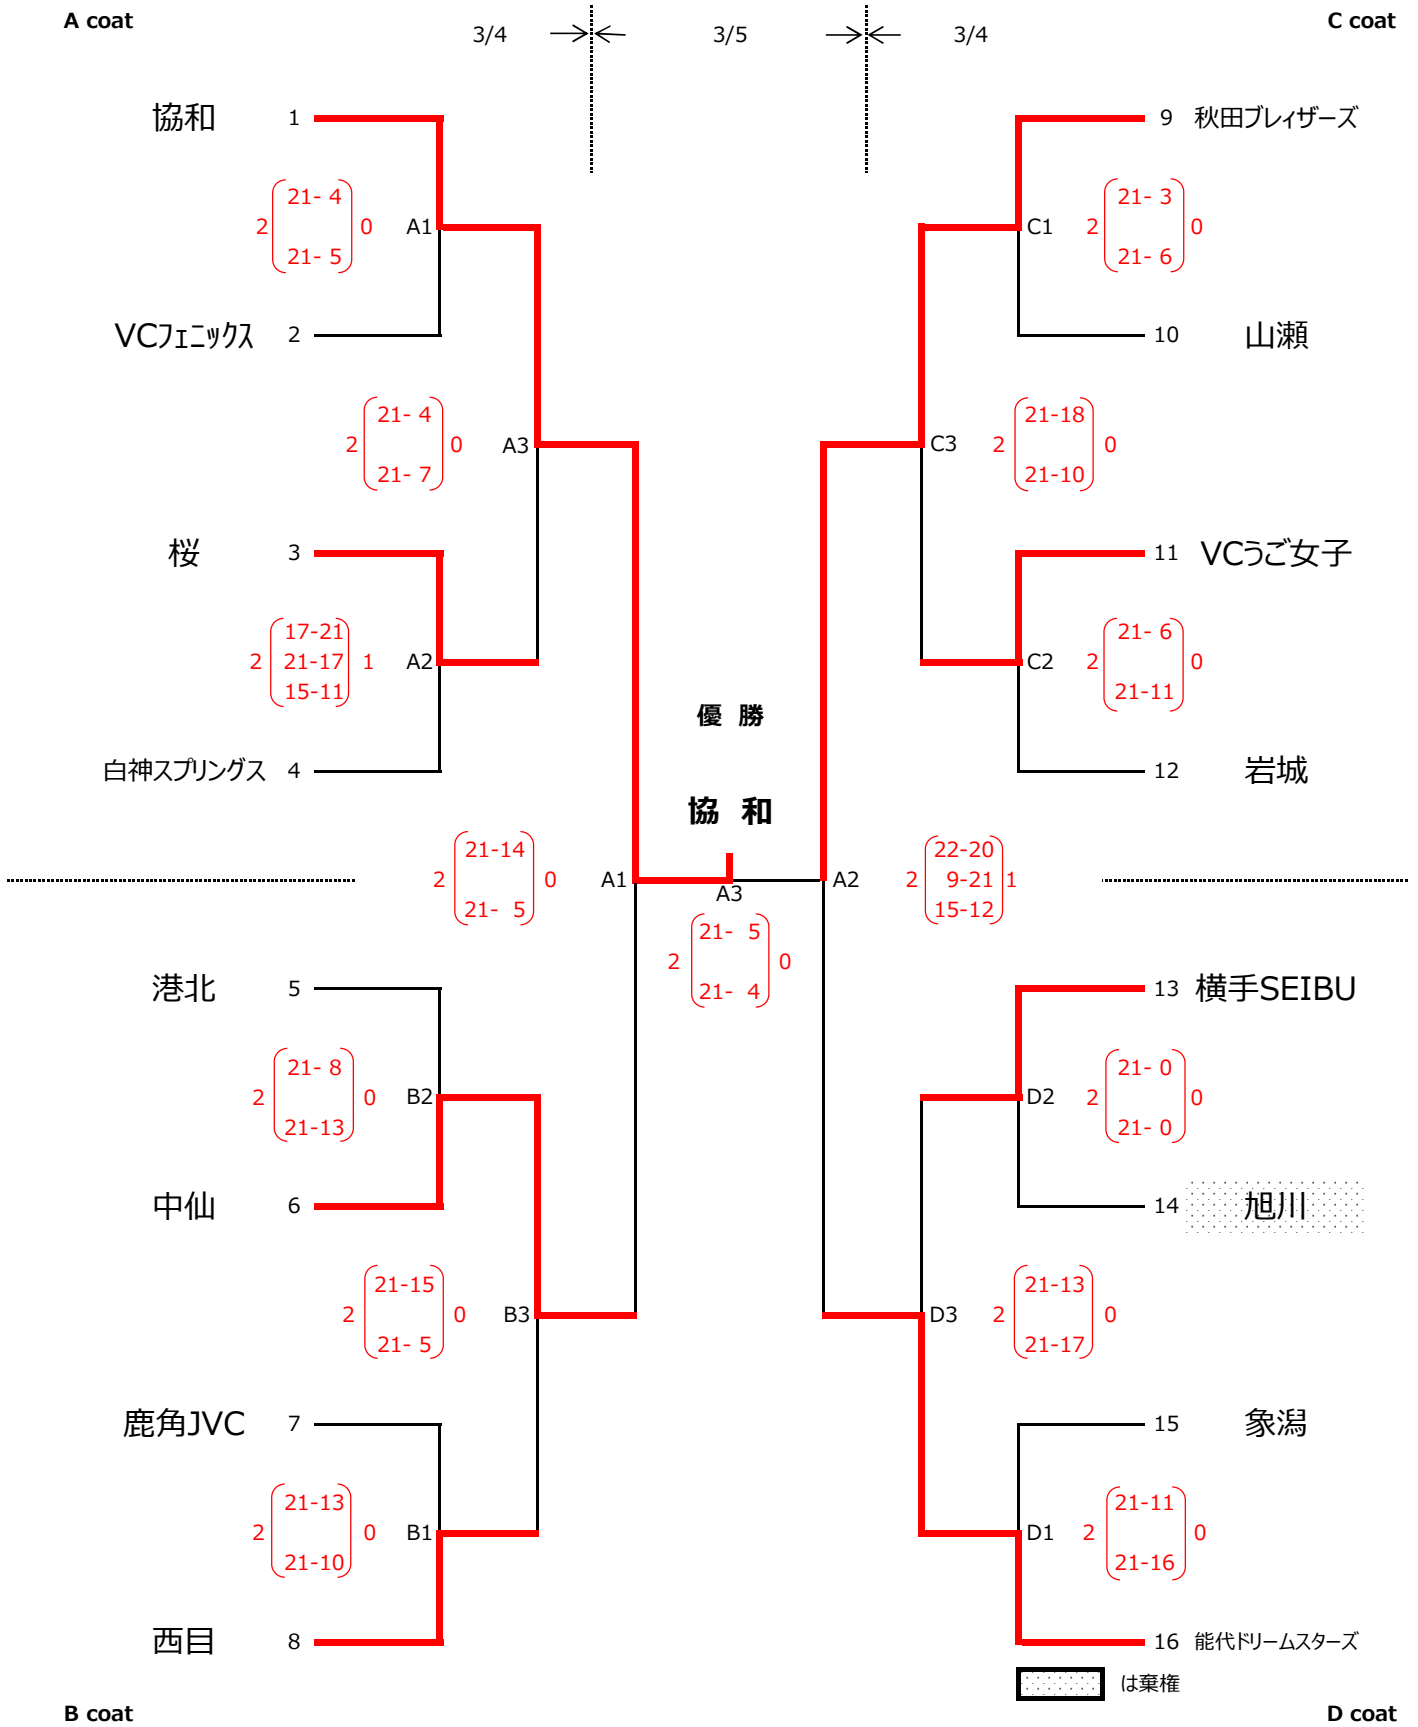 A coat
3/4
3/5
3/4
C coat
協和 1
9 秋田ブレィザーズ
21- 4
2 0 A1
21- 5
21- 3
C1 2 0
21- 6
VCフェニックス 2
10 山瀬
21- 4
2 0 A3
21- 7
21-18
C3 2 0
21-10
桜 3
11 VCうご女子
17-21
2 21-17 1 A2
15-11
21- 6
C2 2 0
21-11
優 勝
白神スプリングス 4
12 岩城
協 和
21-14
2 0 A1
21- 5
A3
21- 5
2 0
21- 4
22-20
A2 2 9-21 1
15-12
港北 5
13 横手SEIBU
21- 8
2 0 B2
21-13
21- 0
D2 2 0
21- 0
中仙 6
14 旭川
21-15
2 0 B3
21- 5
21-13
D3 2 0
21-17
鹿角JVC 7
15 象潟
21-13
2 0 B1
21-10
21-11
D1 2 0
21-16
西目 8
16 能代ドリームスターズ
は棄権
B coat
D coat